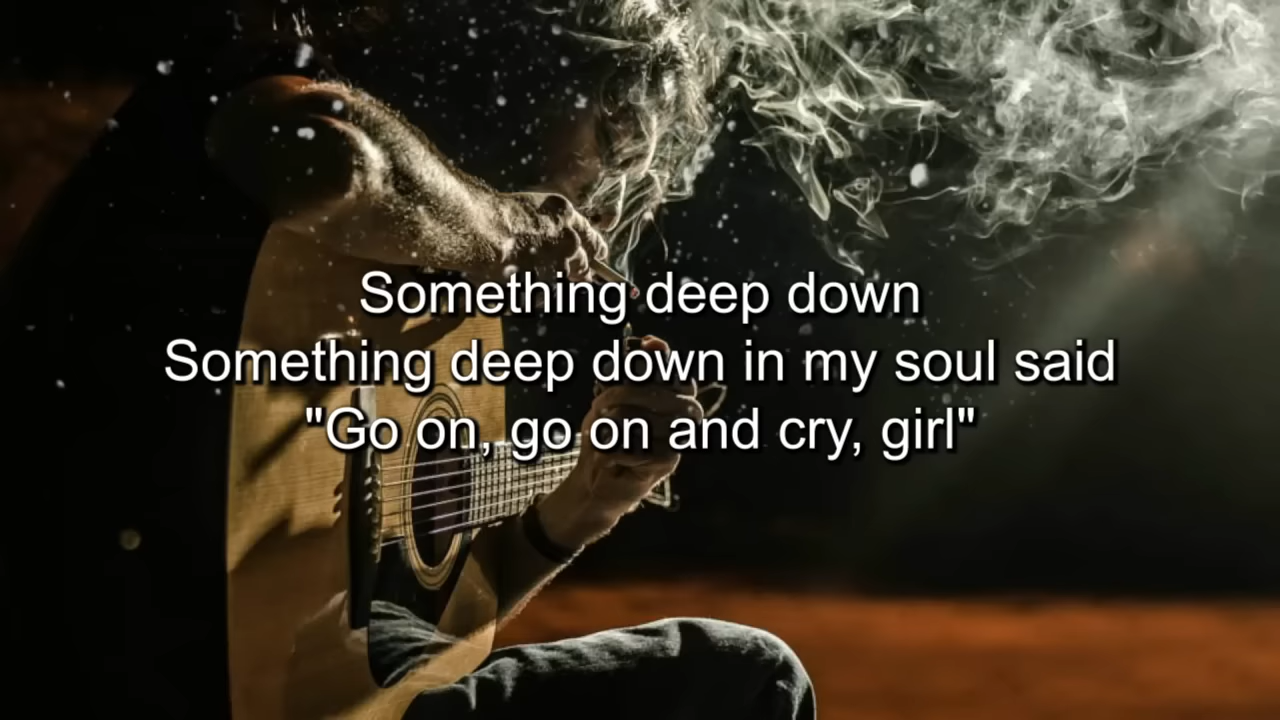 Something deep down
Something deep down in my soul said
"Go on, go on and cry, girl"